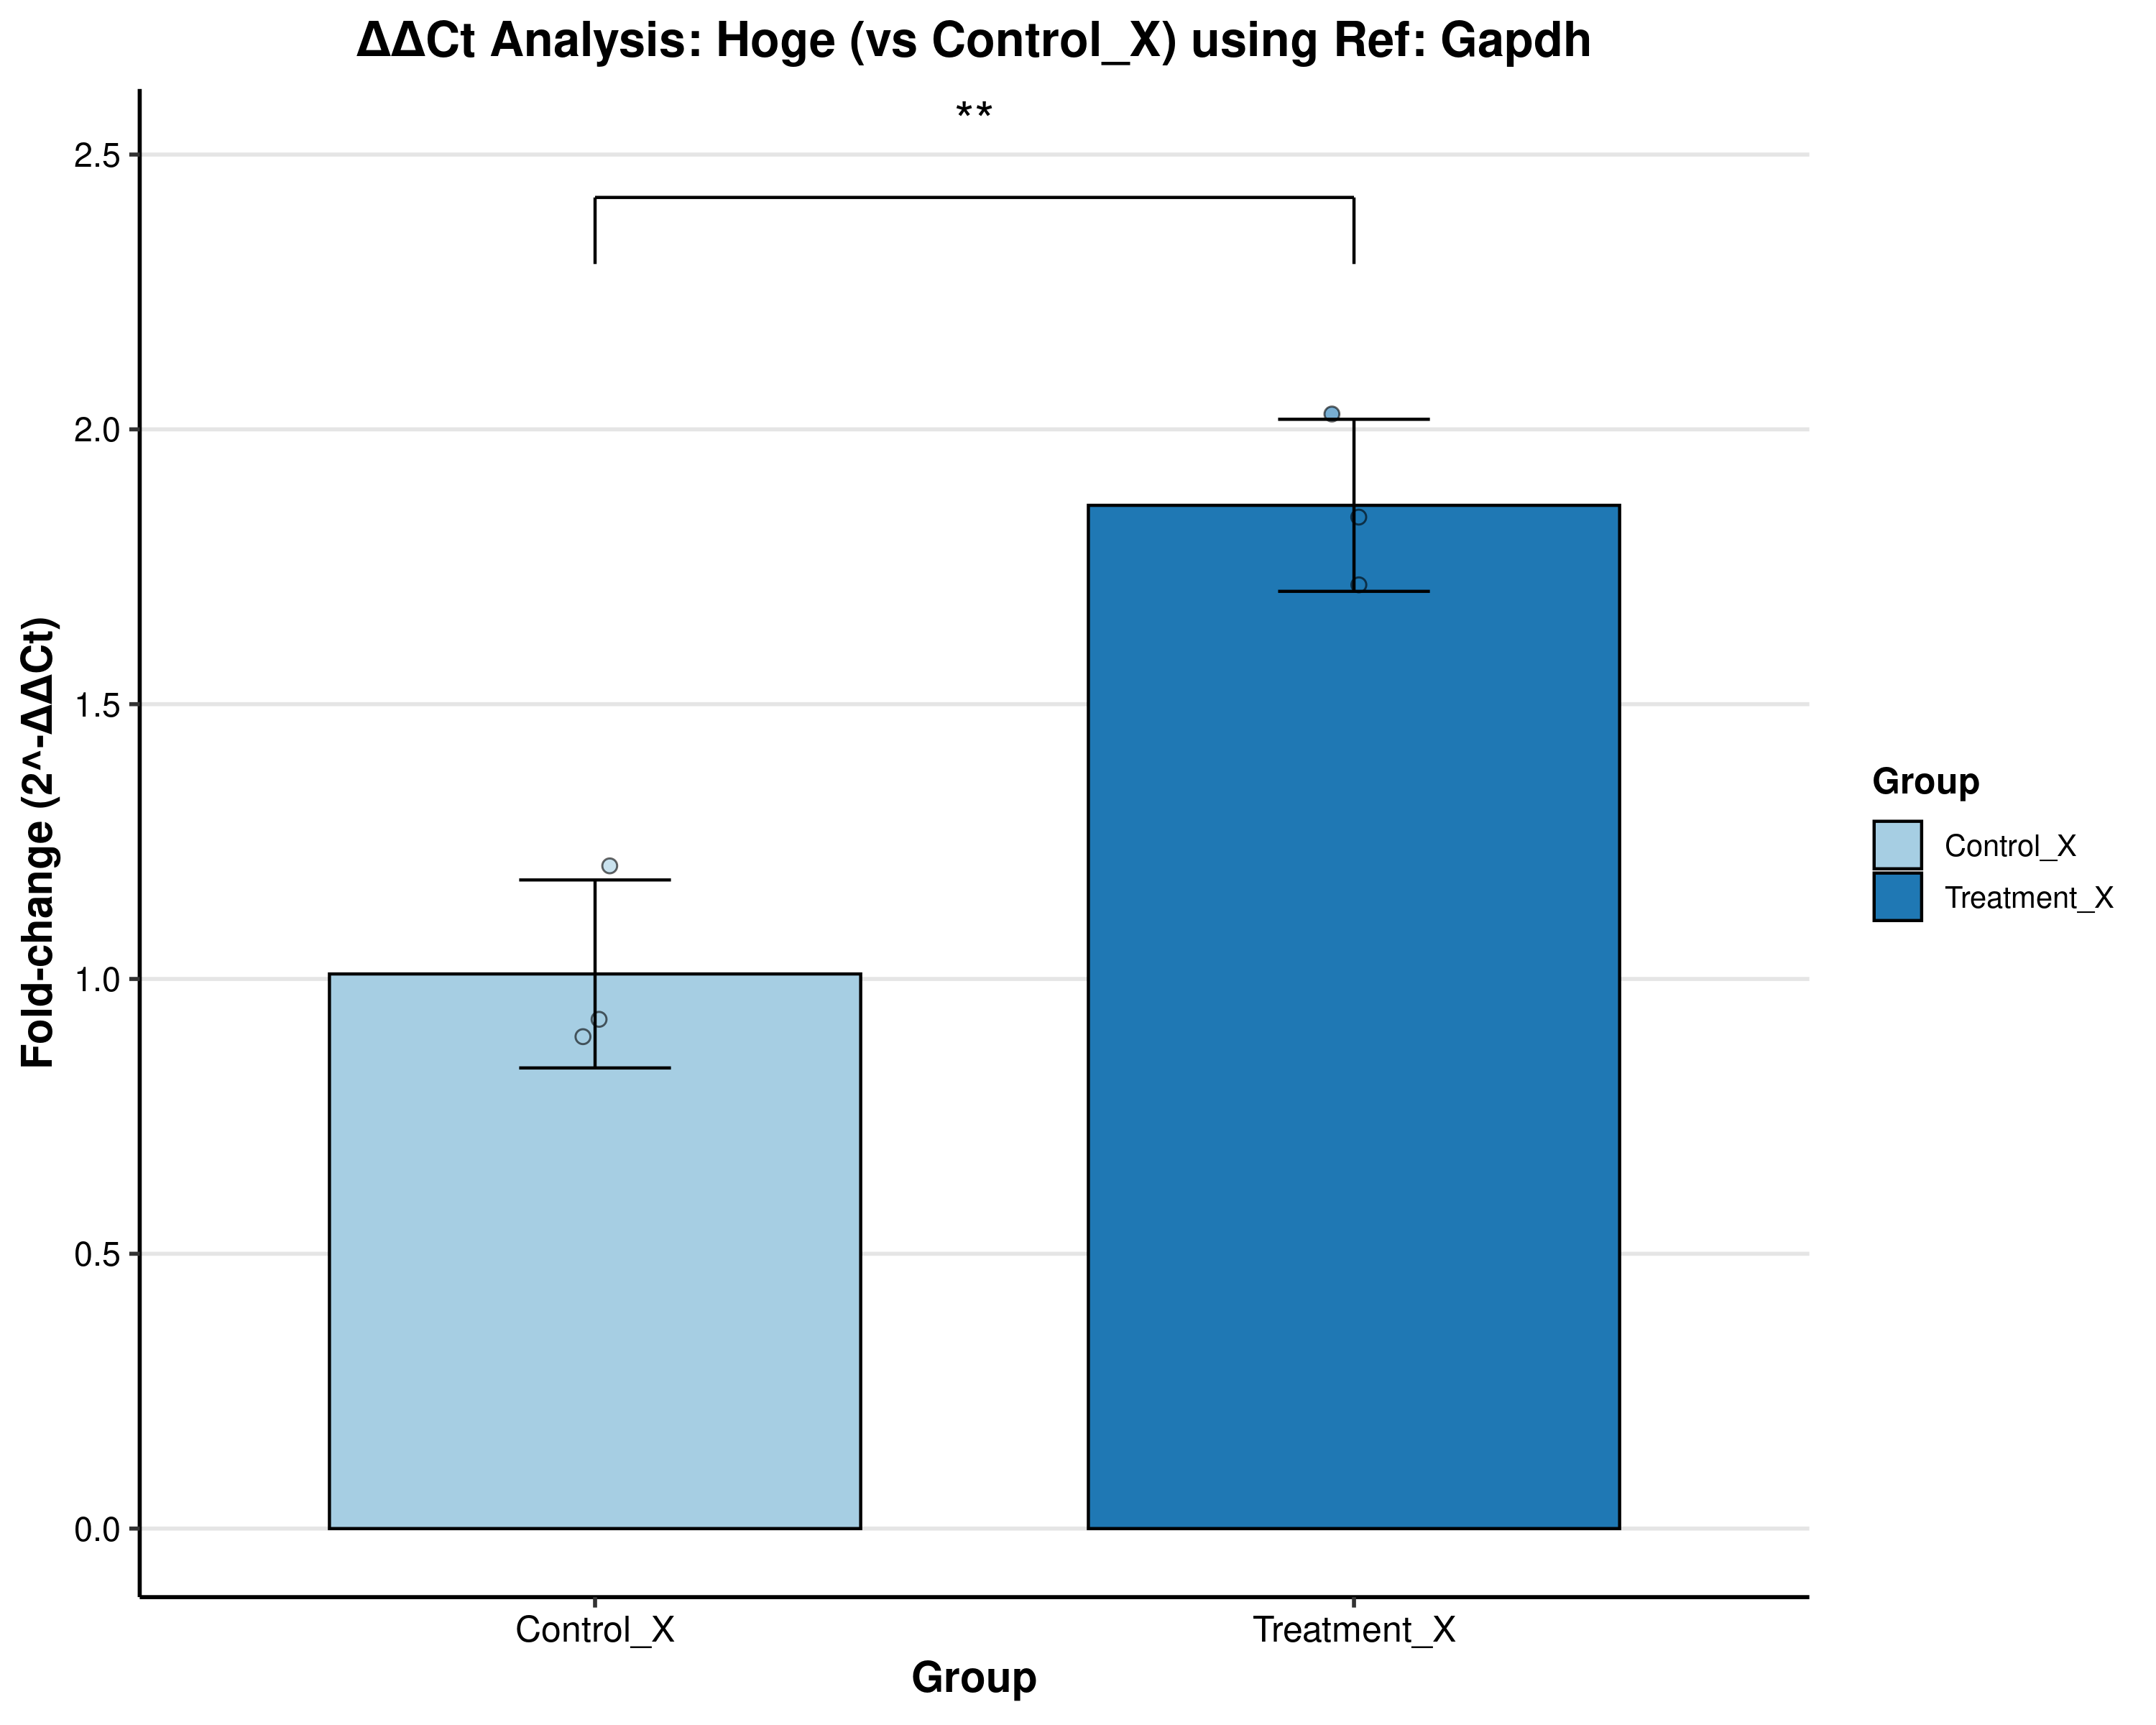 ΔΔCt Analysis: Hoge (vs Control_X) using Ref: Gapdh
**
2.5
2.0
1.5
1.0
0.5
0.0
Fold-change (2^-ΔΔCt)
Control_X
Treatment_X
Group
Group
Control_X
Treatment_X